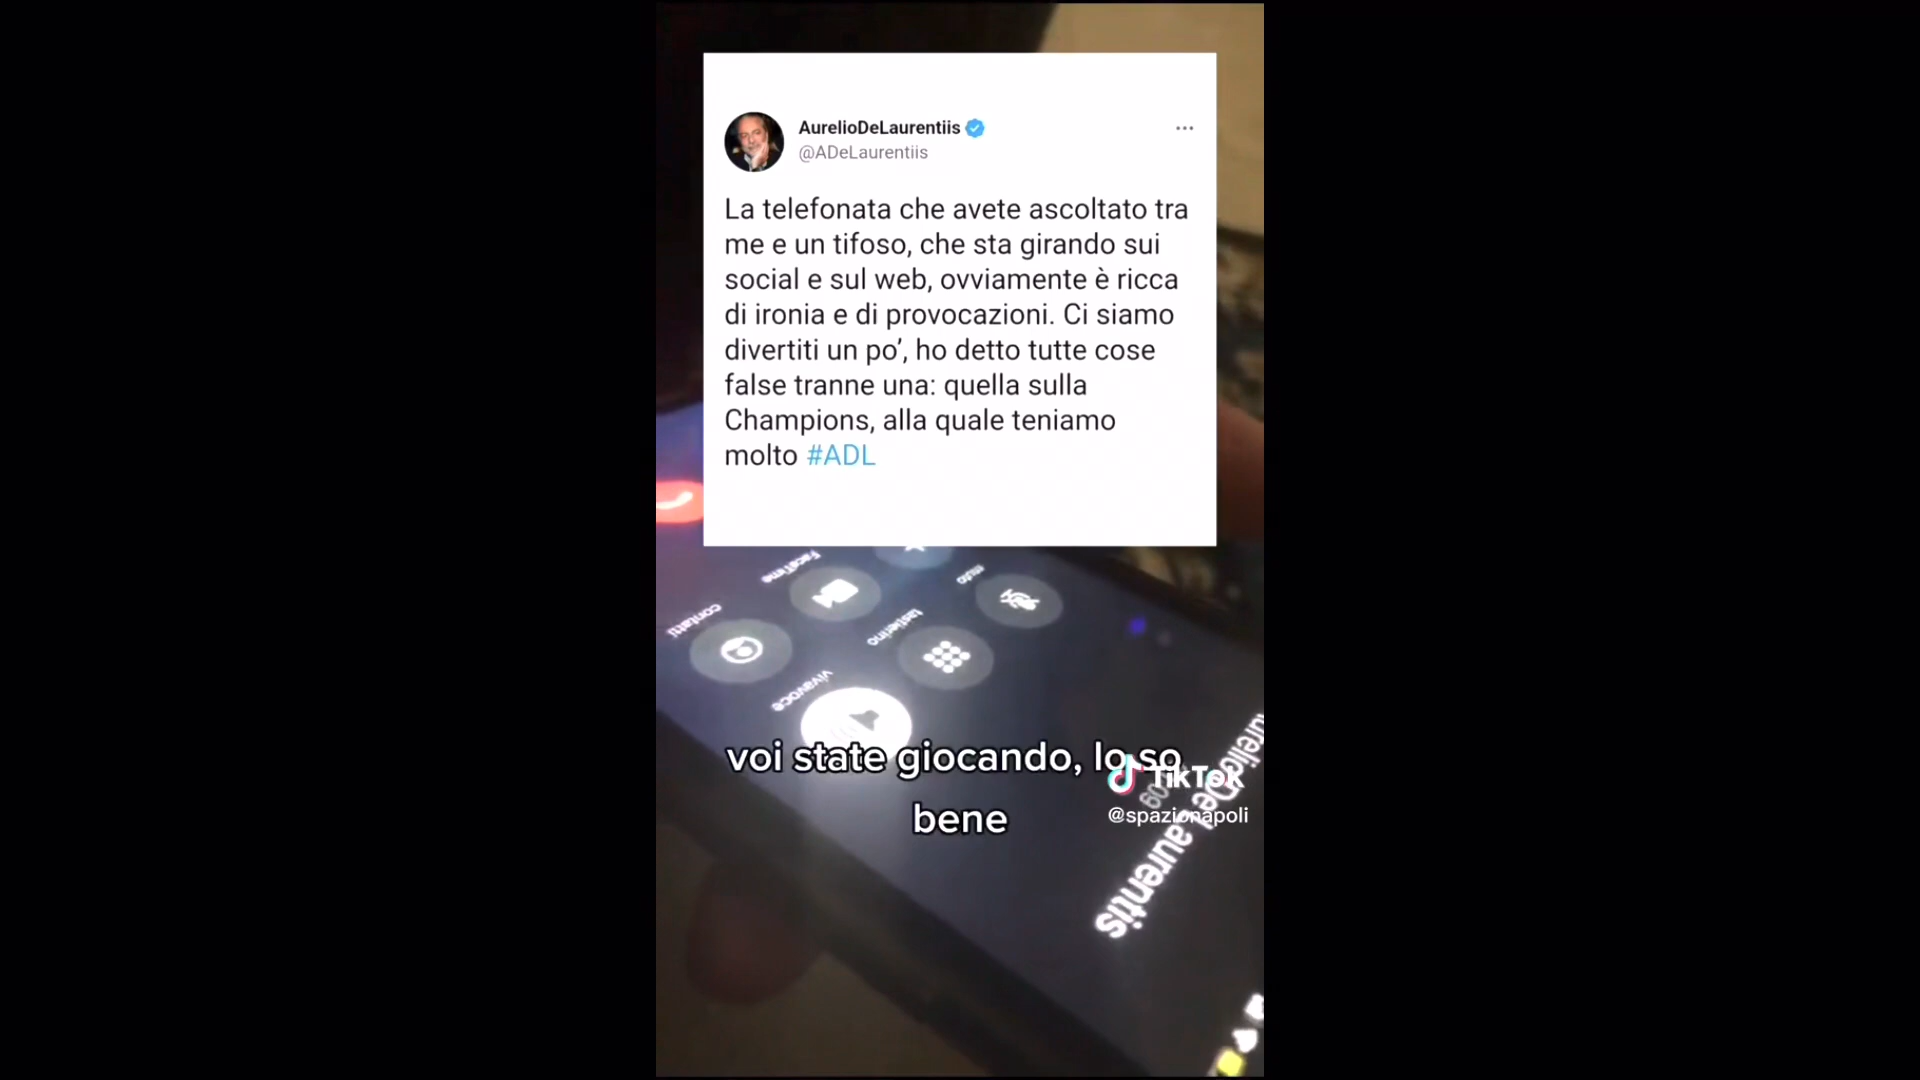 AurelioDeLaurentiis
@ADeLaurentiis
La telefonata che avete ascoltato tra
me e un tifoso, che sta girando sui
social e sul web, ovviamente è ricca
di ironia e di provocazioni. Ci siamo
divertiti un po’, ho detto tutte cose
false tranne una: quella sulla
Champions, alla quale teniamo
molto #ADL
FaceTime
muto
contatti
tastierino
vivavoce
voi state giocando, lo so
bene
TikTok
@spazionapoli
Aurelio De Laurentis